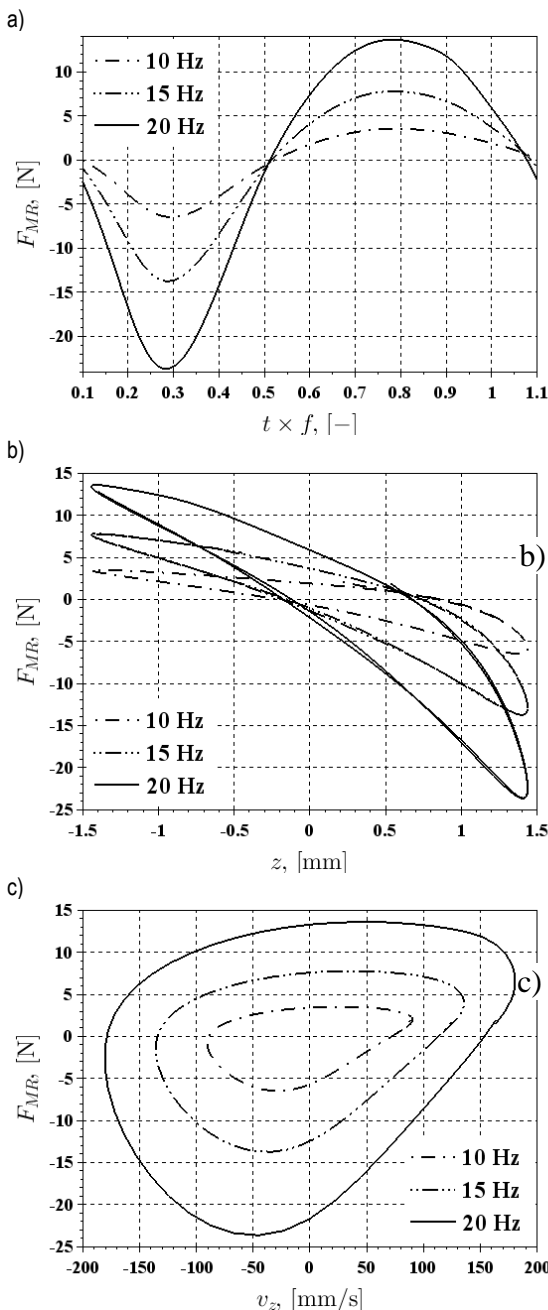 a)
10
5
0
-5
-10
-15
-20
F_MR, [N]
10 Hz
15 Hz
20 Hz
0.1 0.2 0.3 0.4 0.5 0.6 0.7 0.8 0.9 1 1.1
t × f, [−]
b)
15
10
5
0
-5
-10
-15
-20
-25
F_MR, [N]
b)
10 Hz
15 Hz
20 Hz
-1.5 -1 -0.5 0 0.5 1 1.5
z, [mm]
c)
15
10
5
0
-5
-10
-15
-20
-25
F_MR, [N]
c)
10 Hz
15 Hz
20 Hz
-200 -150 -100 -50 0 50 100 150 200
v_z, [mm/s]